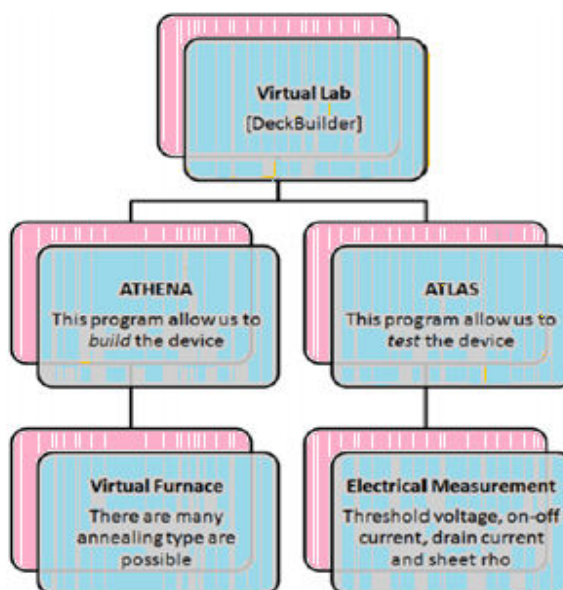 Virtual Lab
[DeckBuilder]
ATHENA
This program allow us to
build the device
ATLAS
This program allow us to
test the device
Virtual Furnace
There are many
annealing type are
possible
Electrical Measurement
Threshold voltage, on-off
current, drain current
and sheet rho